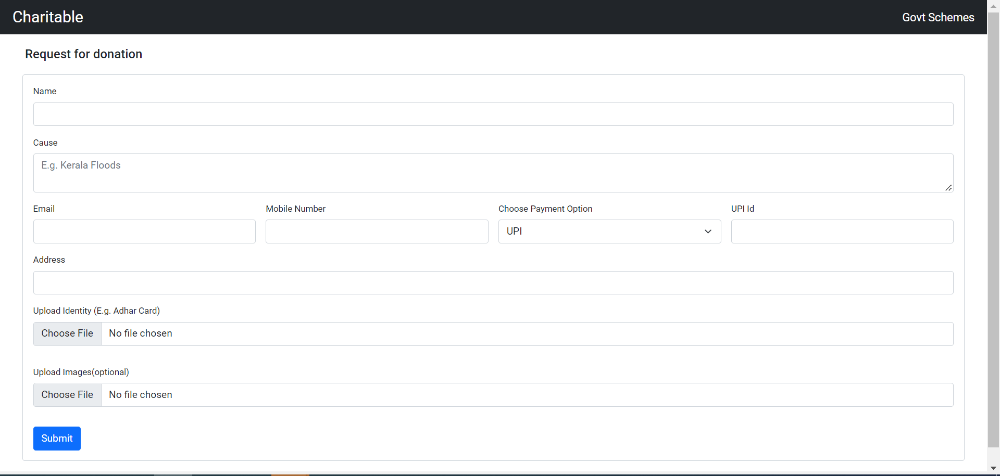 Charitable
Govt Schemes
Request for donation
Name
Cause
E.g. Kerala Floods
Email
Mobile Number
Choose Payment Option
UPI Id
UPI
Address
Upload Identity (E.g. Adhar Card)
Choose File No file chosen
Upload Images(optional)
Choose File No file chosen
Submit